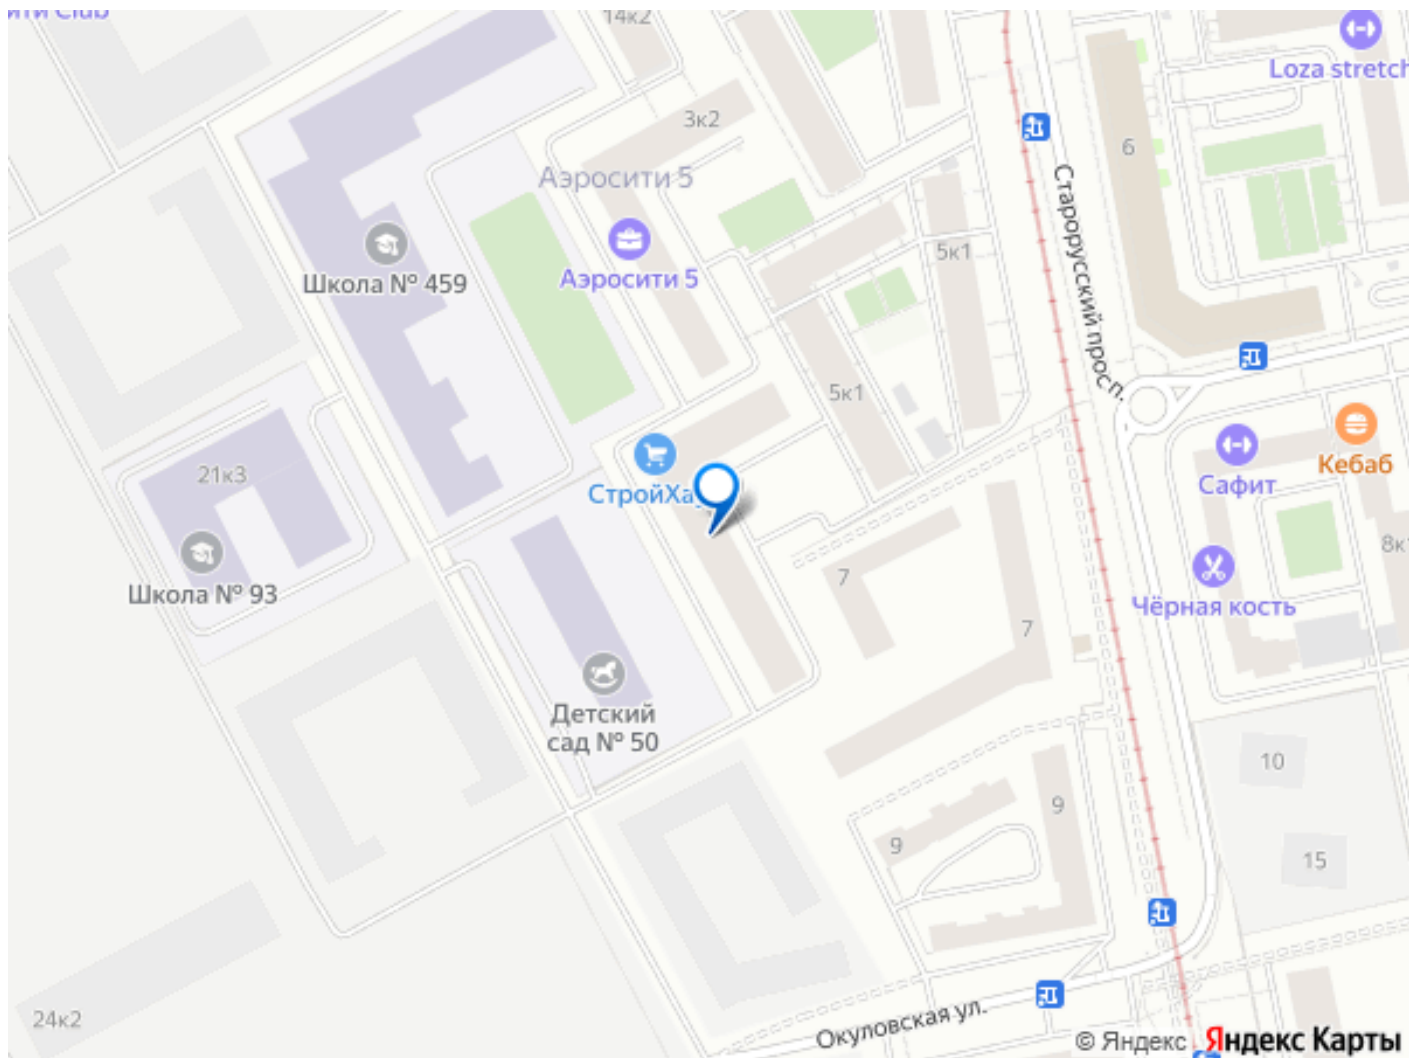 14к2
Loza stretch
3к2
6
Аэросити 5
Старорусский просп.
Школа № 459
Аэросити 5
5к1
5к1
21к3
СтройХа
Кебаб
Сафит
8к1
Школа № 93
7
Чёрная кость
7
Детский
сад № 50
10
9
9
15
24к2
Окуловская ул.
© Яндекс Яндекс Карты